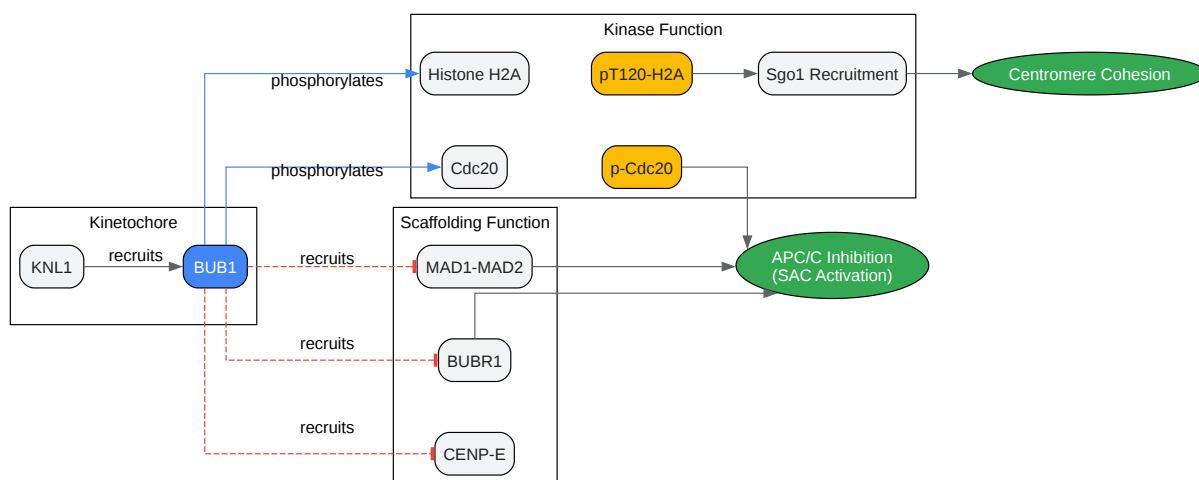 Kinase Function
Histone H2A
pT120-H2A
Sgo1 Recruitment
Centromere Cohesion
phosphorylates
Cdc20
p-Cdc20
phosphorylates
Kinetochore
KNL1
recruits
BUB1
Scaffolding Function
recruits
MAD1-MAD2
APC/C Inhibition
(SAC Activation)
recruits
BUBR1
recruits
CENP-E